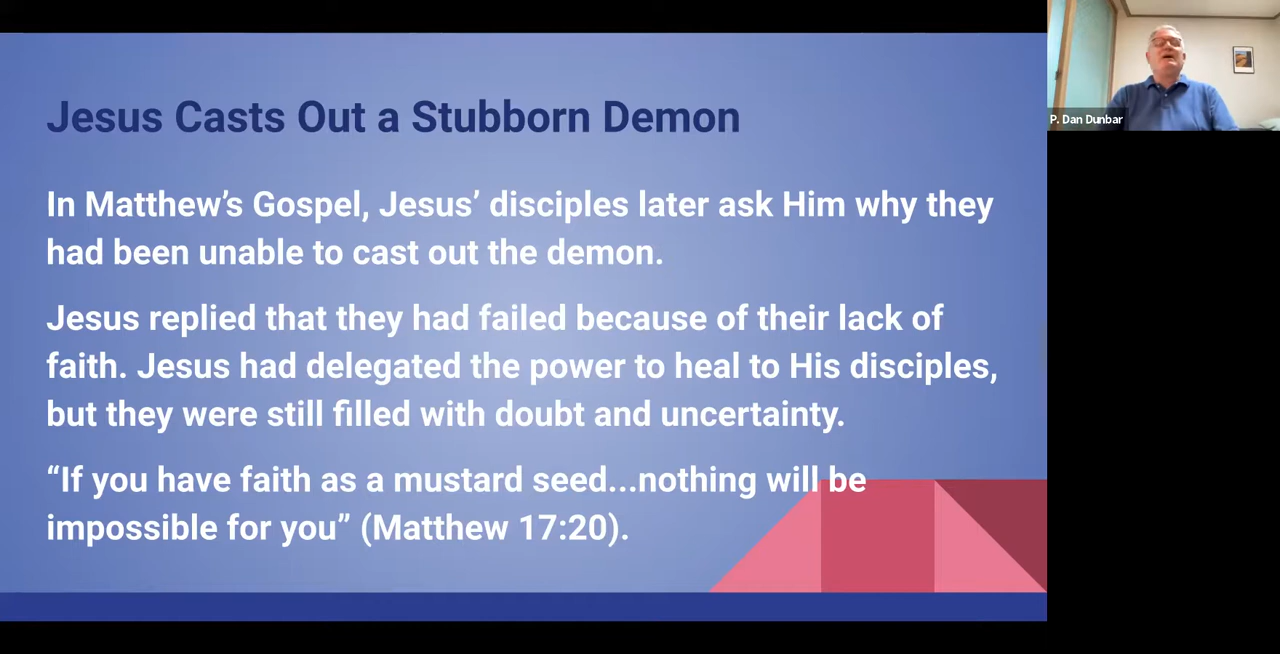 Jesus Casts Out a Stubborn Demon
In Matthew’s Gospel, Jesus’ disciples later ask Him why they
had been unable to cast out the demon.
Jesus replied that they had failed because of their lack of
faith. Jesus had delegated the power to heal to His disciples,
but they were still filled with doubt and uncertainty.
“If you have faith as a mustard seed...nothing will be
impossible for you” (Matthew 17:20).
P. Dan Dunbar